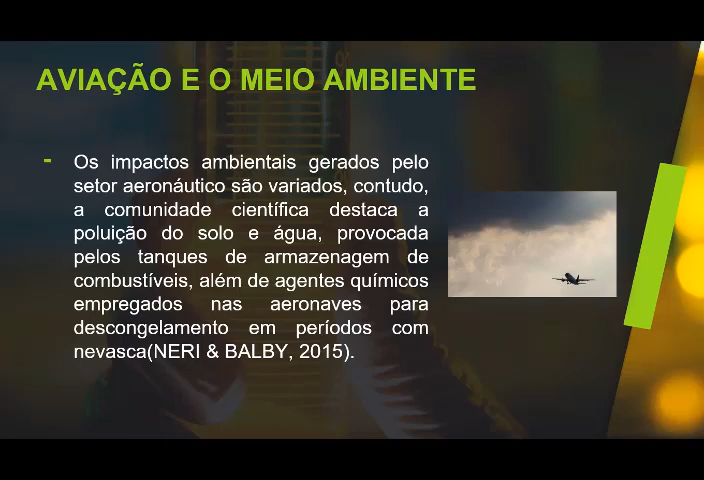 AVIAÇÃO E O MEIO AMBIENTE
- Os impactos ambientais gerados pelo
setor aeronáutico são variados, contudo,
a comunidade científica destaca a
poluição do solo e água, provocada
pelos tanques de armazenagem de
combustíveis, além de agentes químicos
empregados nas aeronaves para
descongelamento em períodos com
nevasca(NERI & BALBY, 2015).